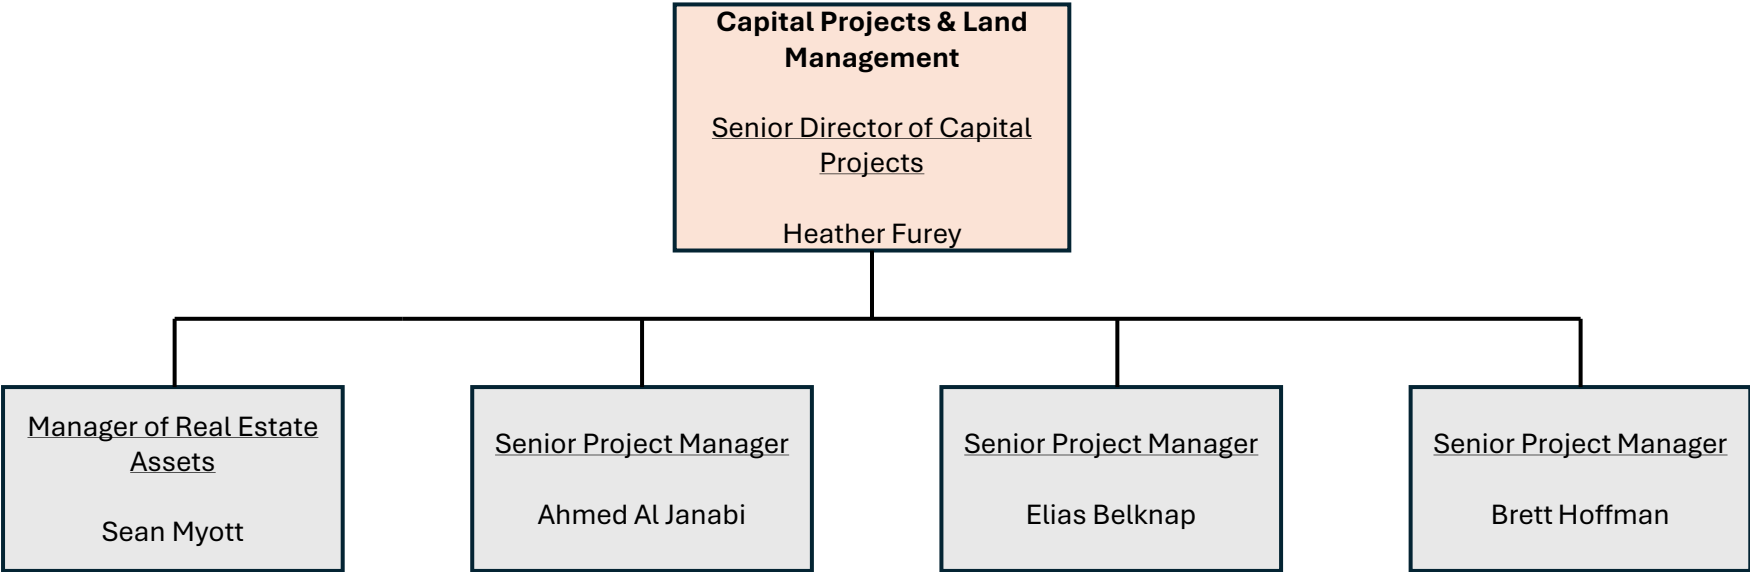 Capital Projects & Land
Management
Senior Director of Capital
Projects
Heather Furey
Manager of Real Estate
Assets
Sean Myott
Senior Project Manager
Ahmed Al Janabi
Senior Project Manager
Elias Belknap
Senior Project Manager
Brett Hoffman